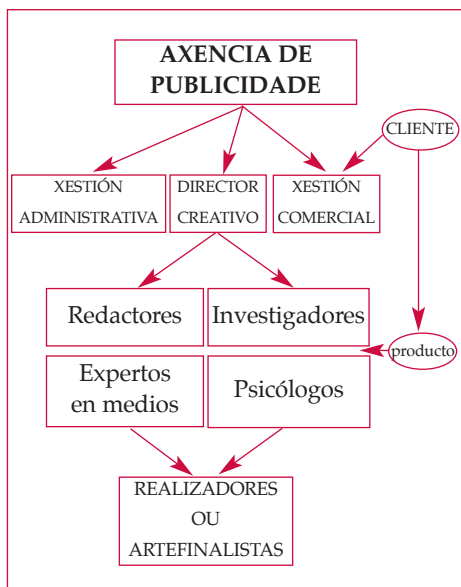 AXENCIA DE
PUBLICIDADE
CLIENTE
XESTIÓN
ADMINISTRATIVA
DIRECTOR
CREATIVO
XESTIÓN
COMERCIAL
Redactores
Investigadores
producto
Expertos
en medios
Psicólogos
REALIZADORES
OU
ARTEFINALISTAS